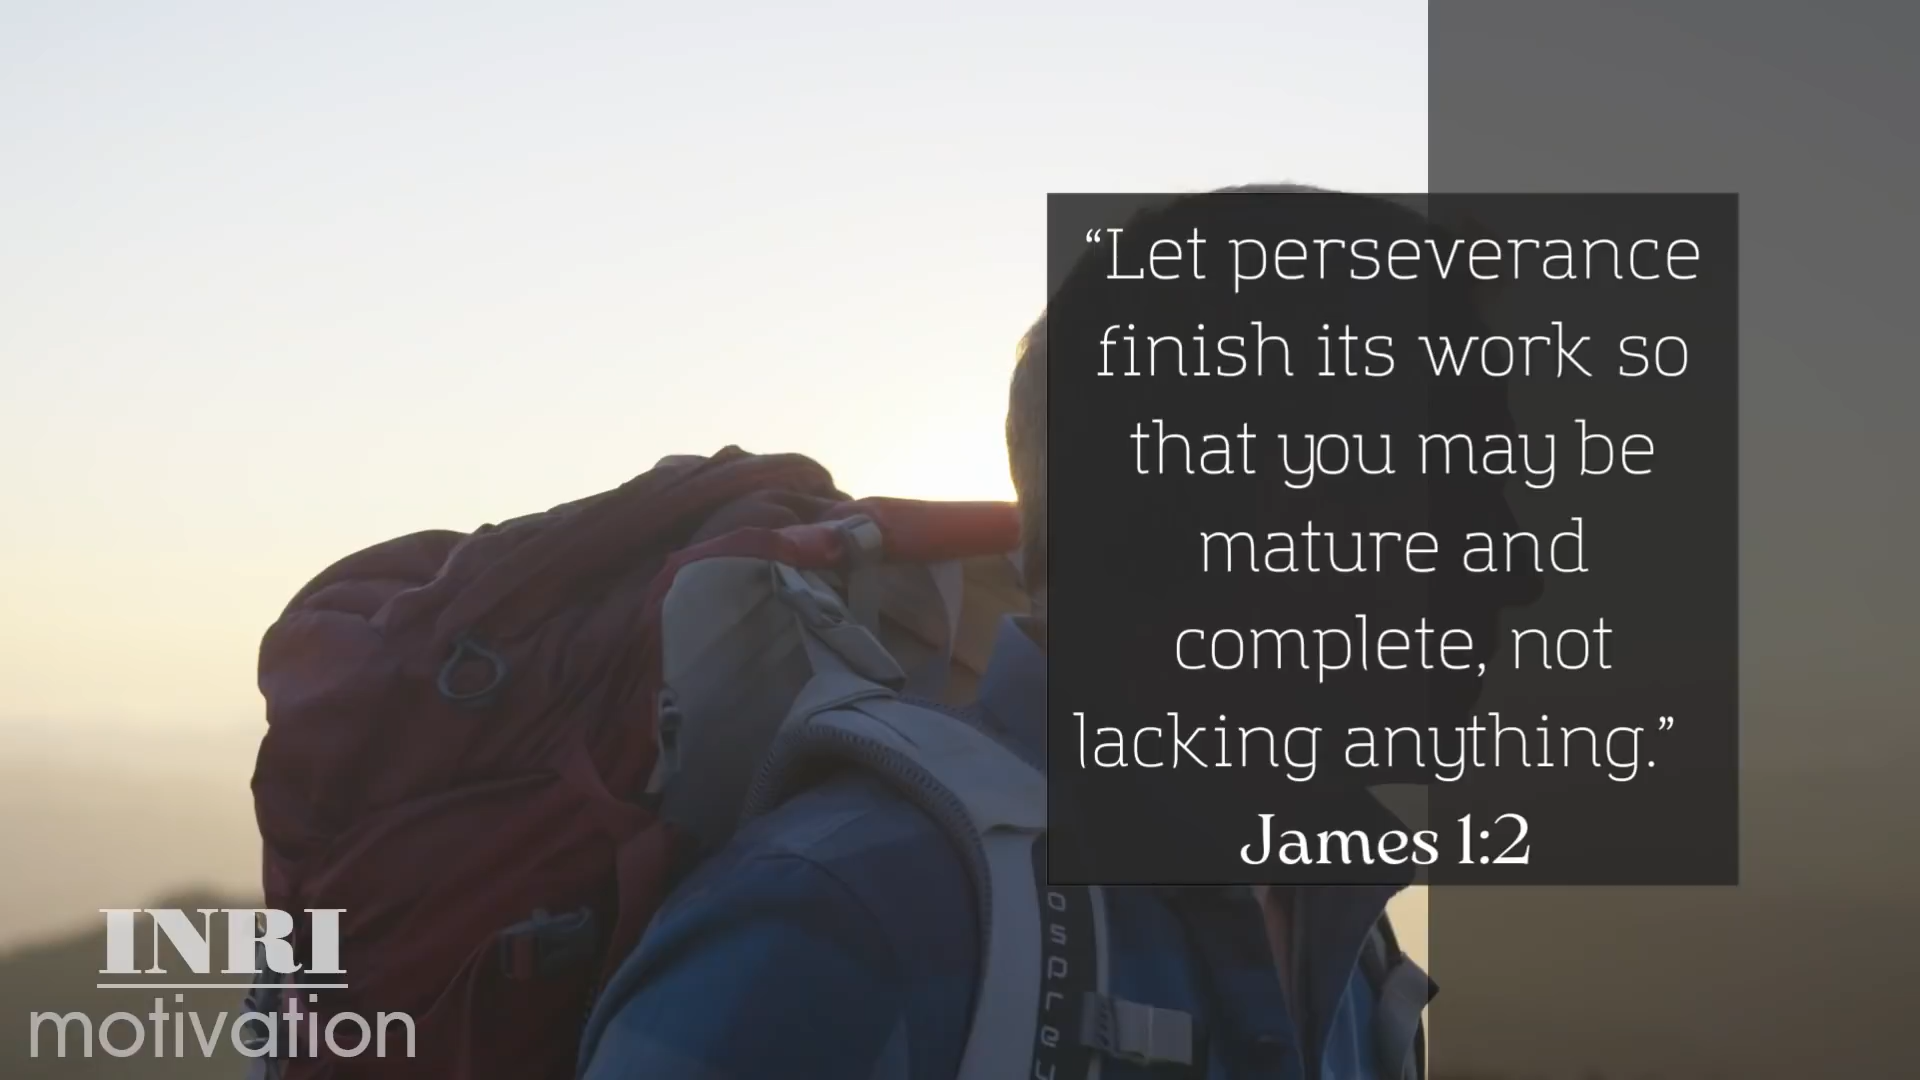 “Let perseverance
finish its work so
that you may be
mature and
complete, not
lacking anything.”
James 1:2
INRI
motivation
osprey